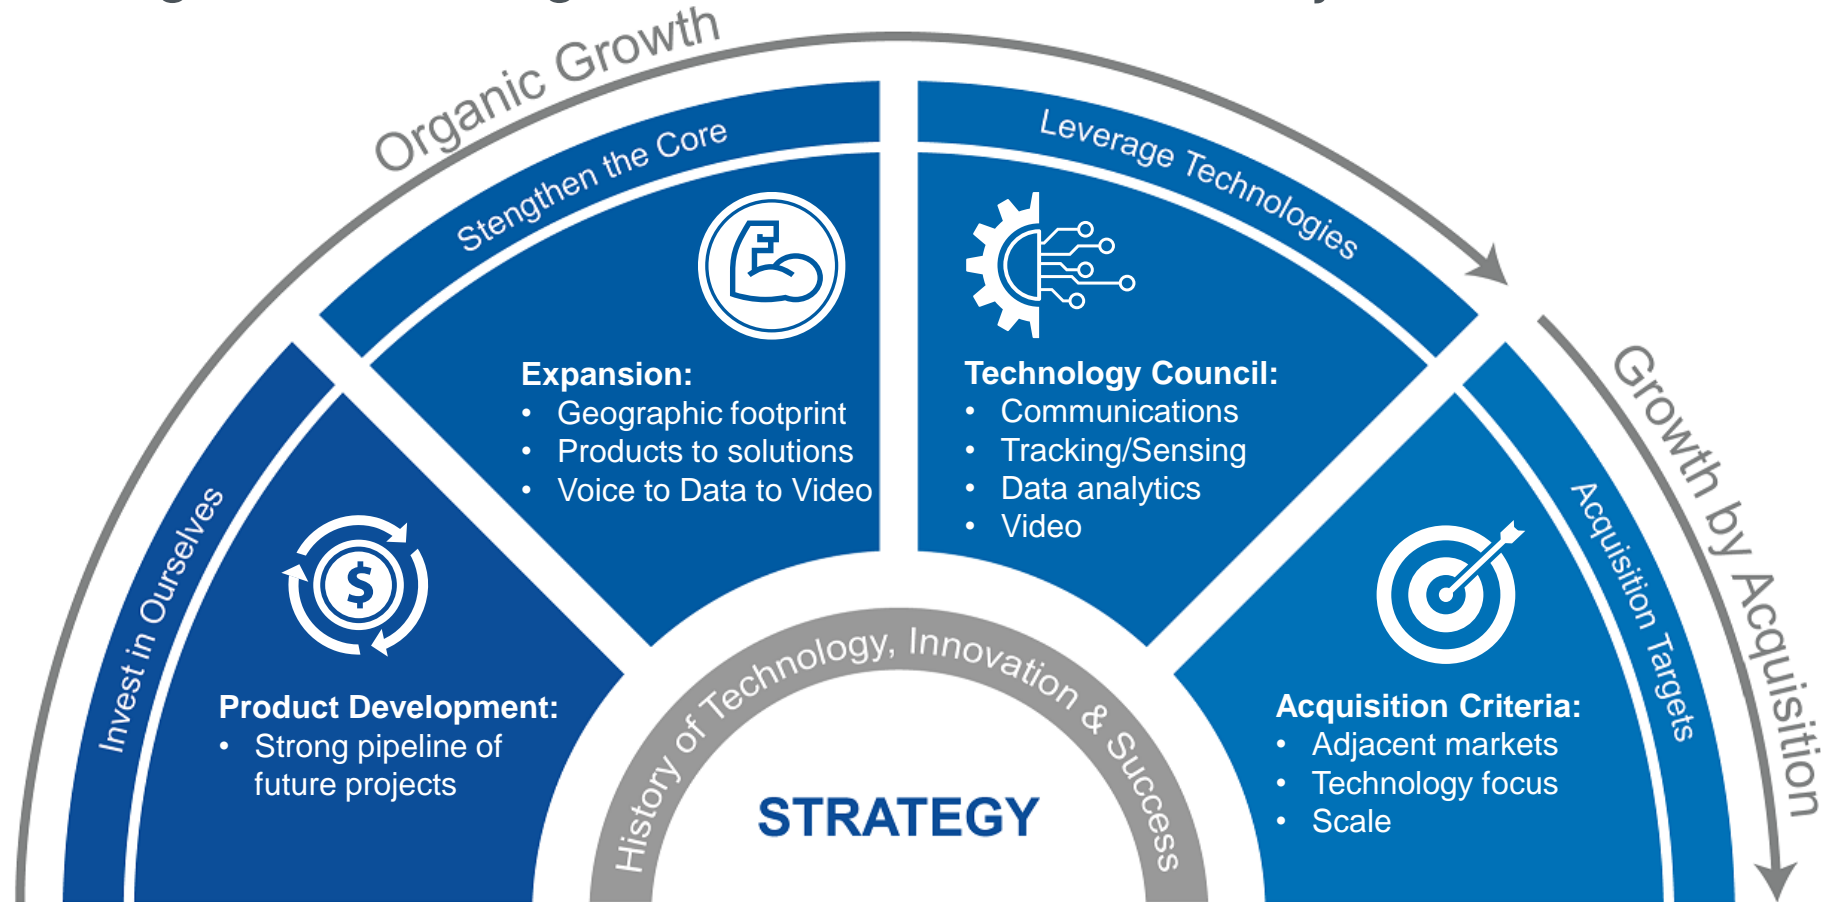 Organic Growth
Growth by Acquisition
Invest in Ourselves
Product Development:
• Strong pipeline of
future projects
Stengthen the Core
Expansion:
• Geographic footprint
• Products to solutions
• Voice to Data to Video
Leverage Technologies
Technology Council:
• Communications
• Tracking/Sensing
• Data analytics
• Video
Acquisition Targets
Acquisition Criteria:
• Adjacent markets
• Technology focus
• Scale
History of Technology, Innovation & Success
STRATEGY
$